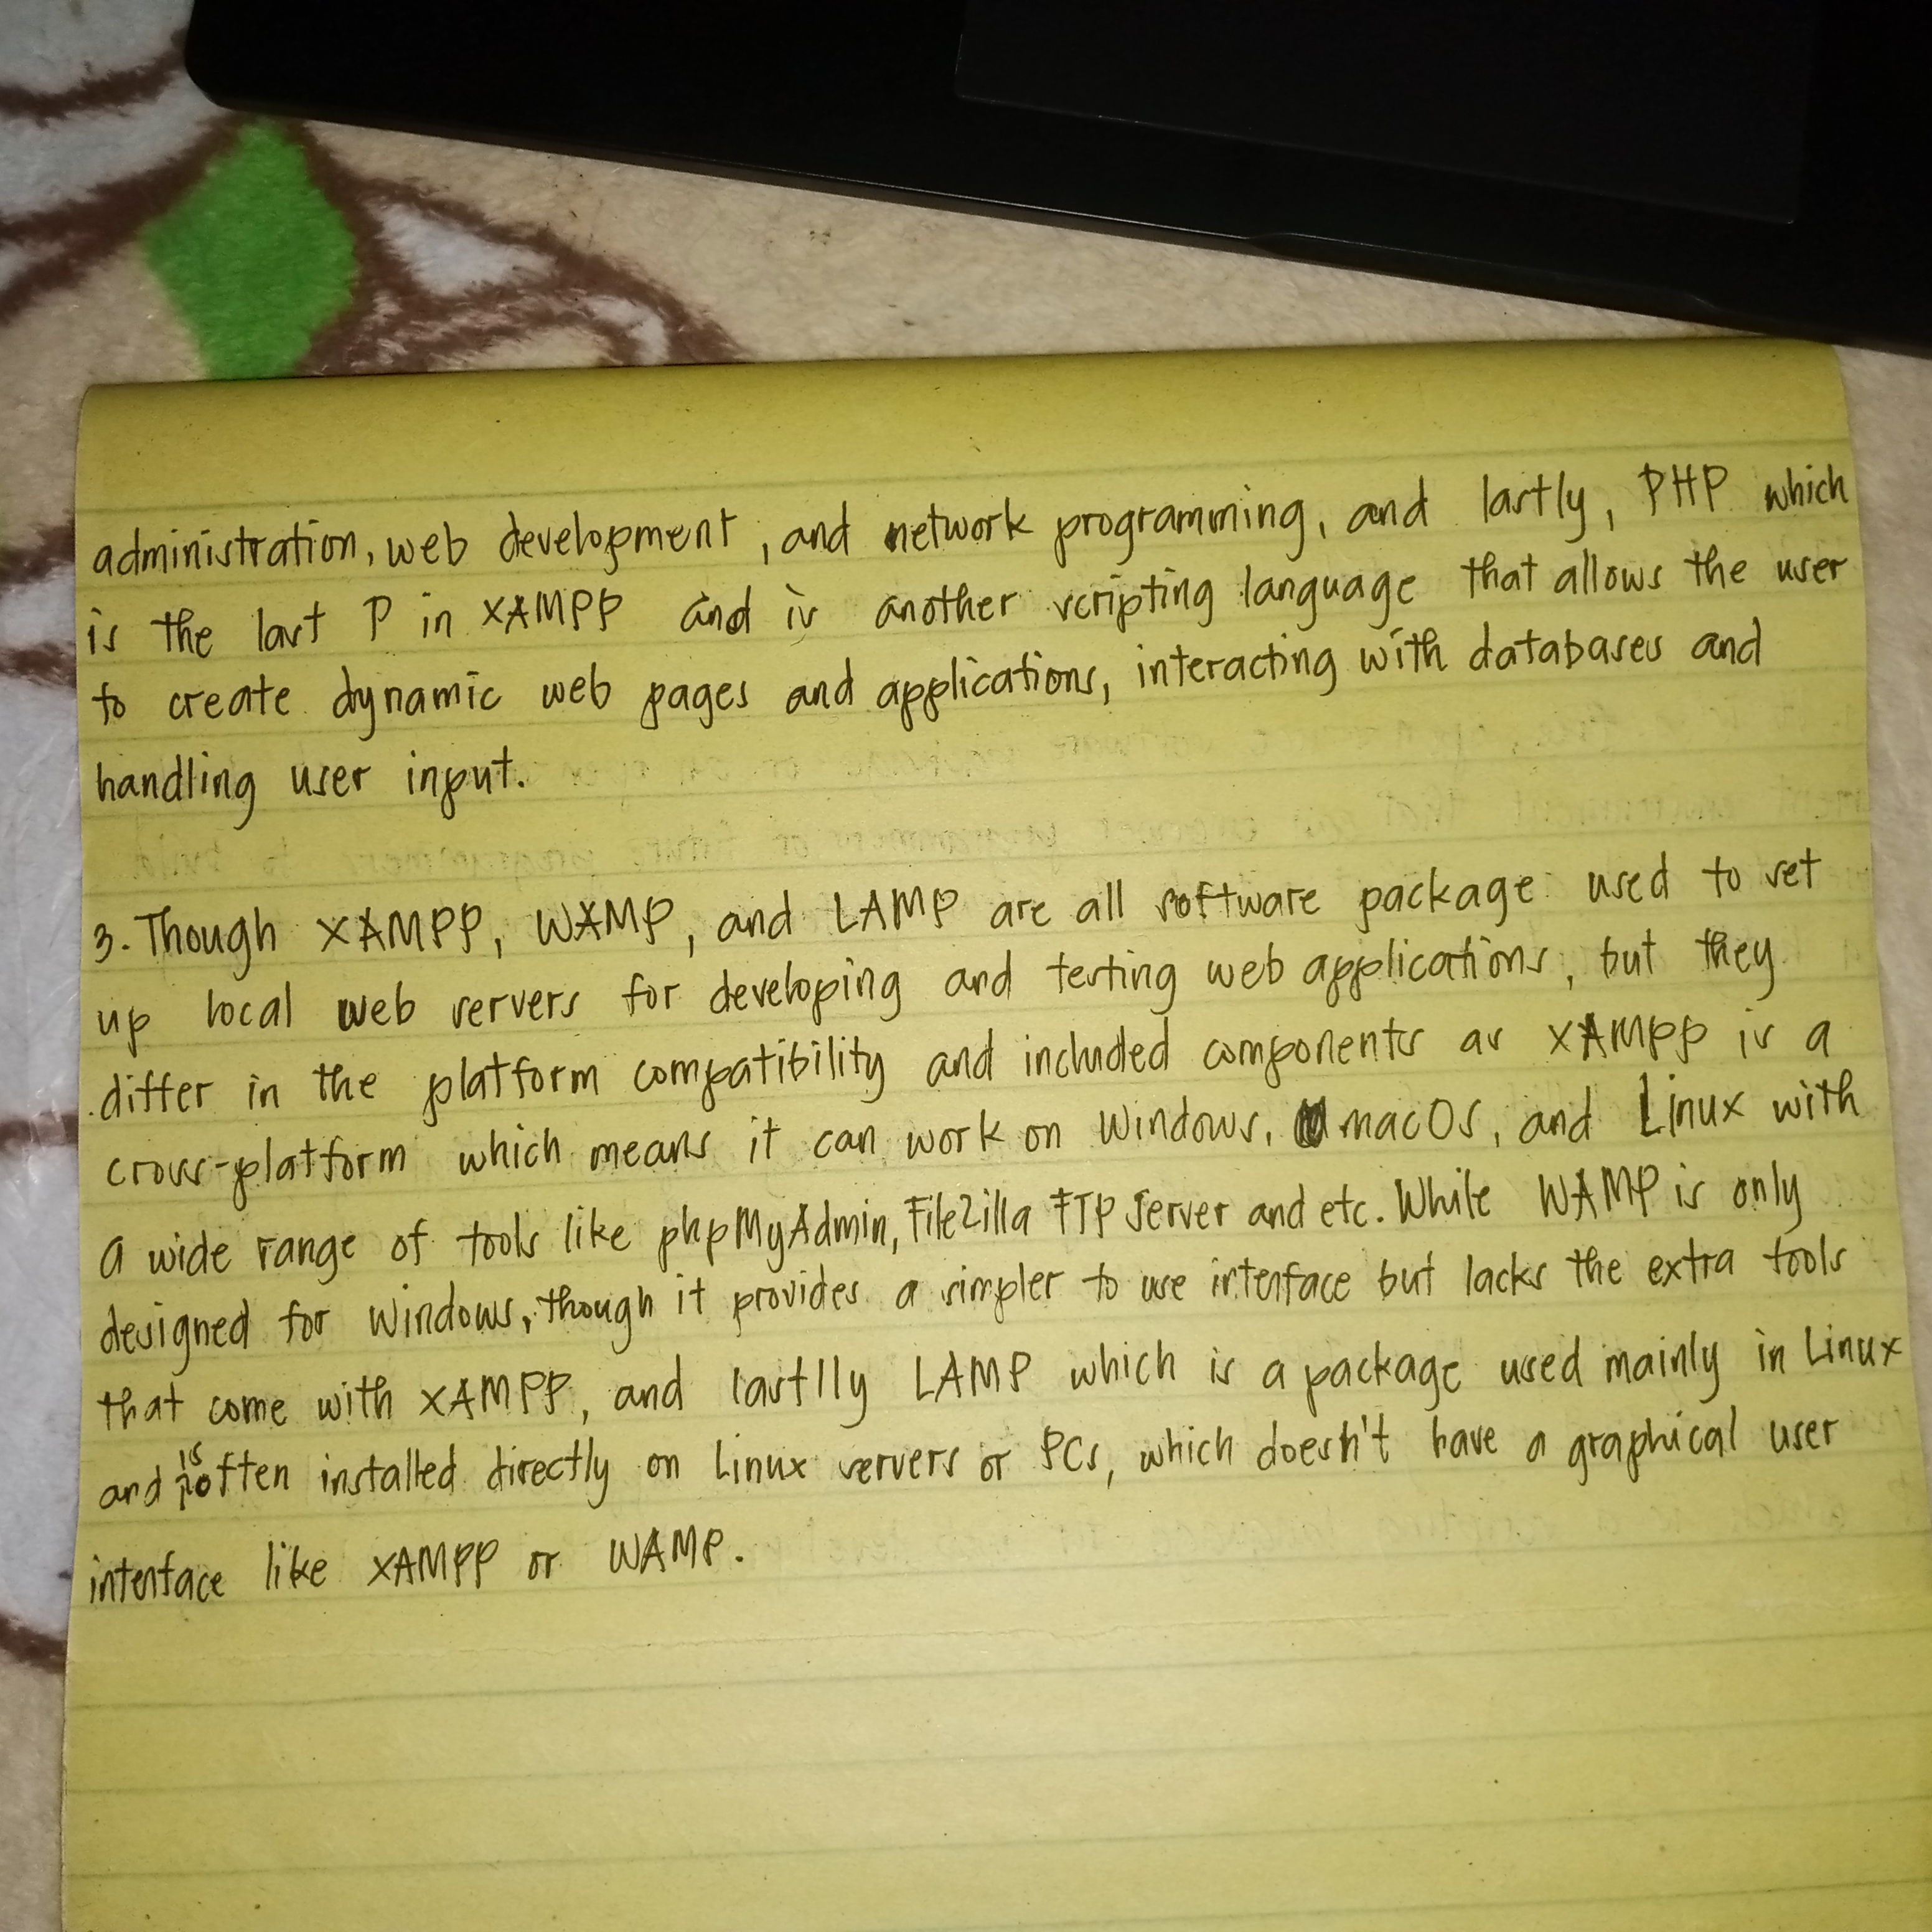 administration, web development, and network programming, and lastly, PHP which
is the last P in XAMPP and is another scripting language that allows the user
to create dynamic web pages and applications, interacting with databases and
handling user input.
3. Though XAMPP, WAMP, and LAMP are all software package used to set
up local web servers for developing and testing web applications, but they
differ in the platform compatibility and included components as XAMPP is a
cross-platform which means it can work on Windows, macOS, and Linux with
a wide range of tools like phpMyAdmin, FileZilla FTP Server and etc. While WAMP is only
designed for Windows, though it provides a simpler to use interface but lacks the extra tools
that come with XAMPP, and lastlly LAMP which is a package used mainly in Linux
and is often installed directly on Linux servers or PCs, which doesn't have a graphical user
interface like XAMPP or WAMP.